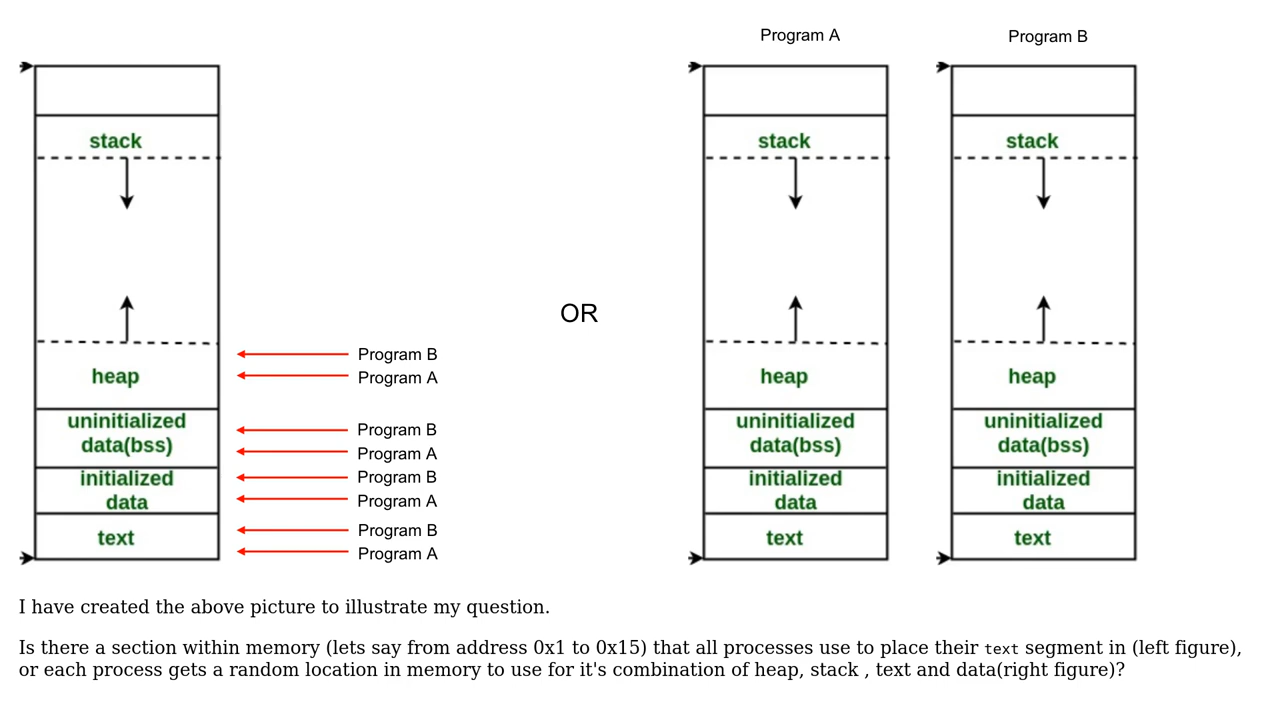 Program A
Program B
stack
heap
uninitialized
data(bss)
initialized
data
text
Program B
Program A
Program B
Program A
Program B
Program A
Program B
Program A
OR
stack
heap
uninitialized
data(bss)
initialized
data
text
stack
heap
uninitialized
data(bss)
initialized
data
text
I have created the above picture to illustrate my question.
Is there a section within memory (lets say from address 0x1 to 0x15) that all processes use to place their text segment in (left figure),
or each process gets a random location in memory to use for it's combination of heap, stack , text and data(right figure)?